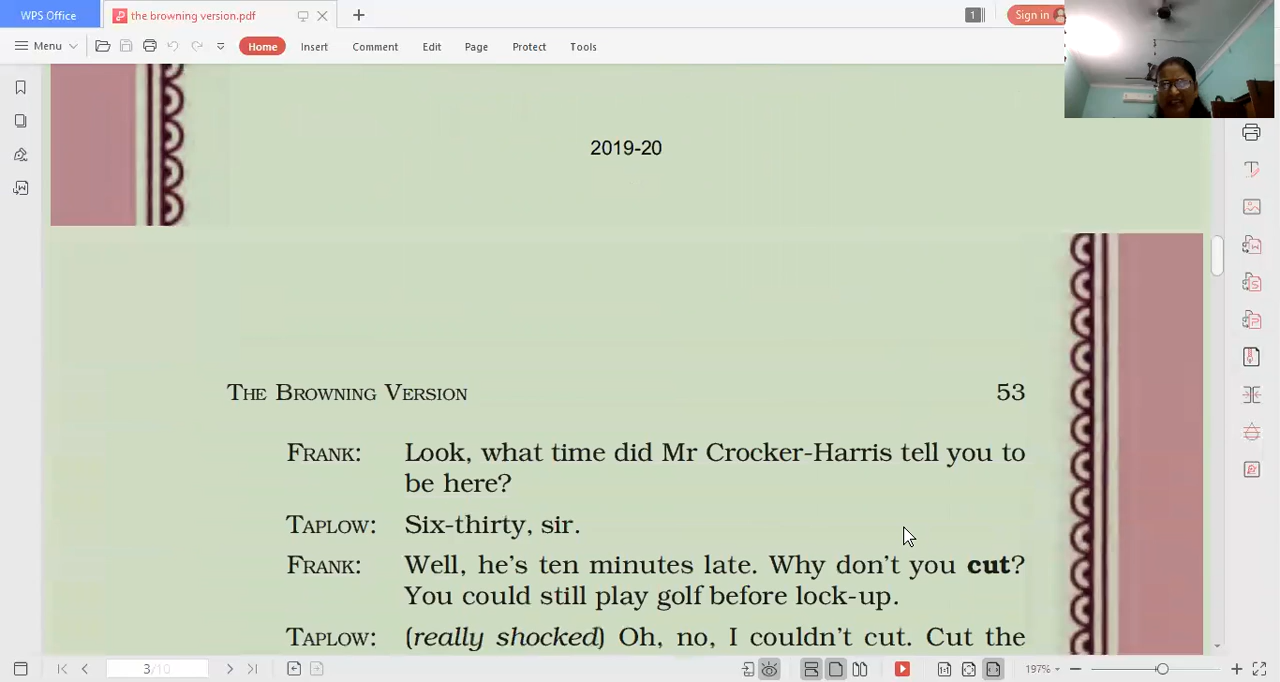 WPS Office
the browning version.pdf
1
Sign in
Menu
Home
Insert
Comment
Edit
Page
Protect
Tools
2019-20
THE BROWNING VERSION 53
FRANK: Look, what time did Mr Crocker-Harris tell you to
be here?
TAPLOW: Six-thirty, sir.
FRANK: Well, he's ten minutes late. Why don't you cut?
You could still play golf before lock-up.
TAPLOW: (really shocked) Oh, no, I couldn't cut. Cut the
3/10
197%